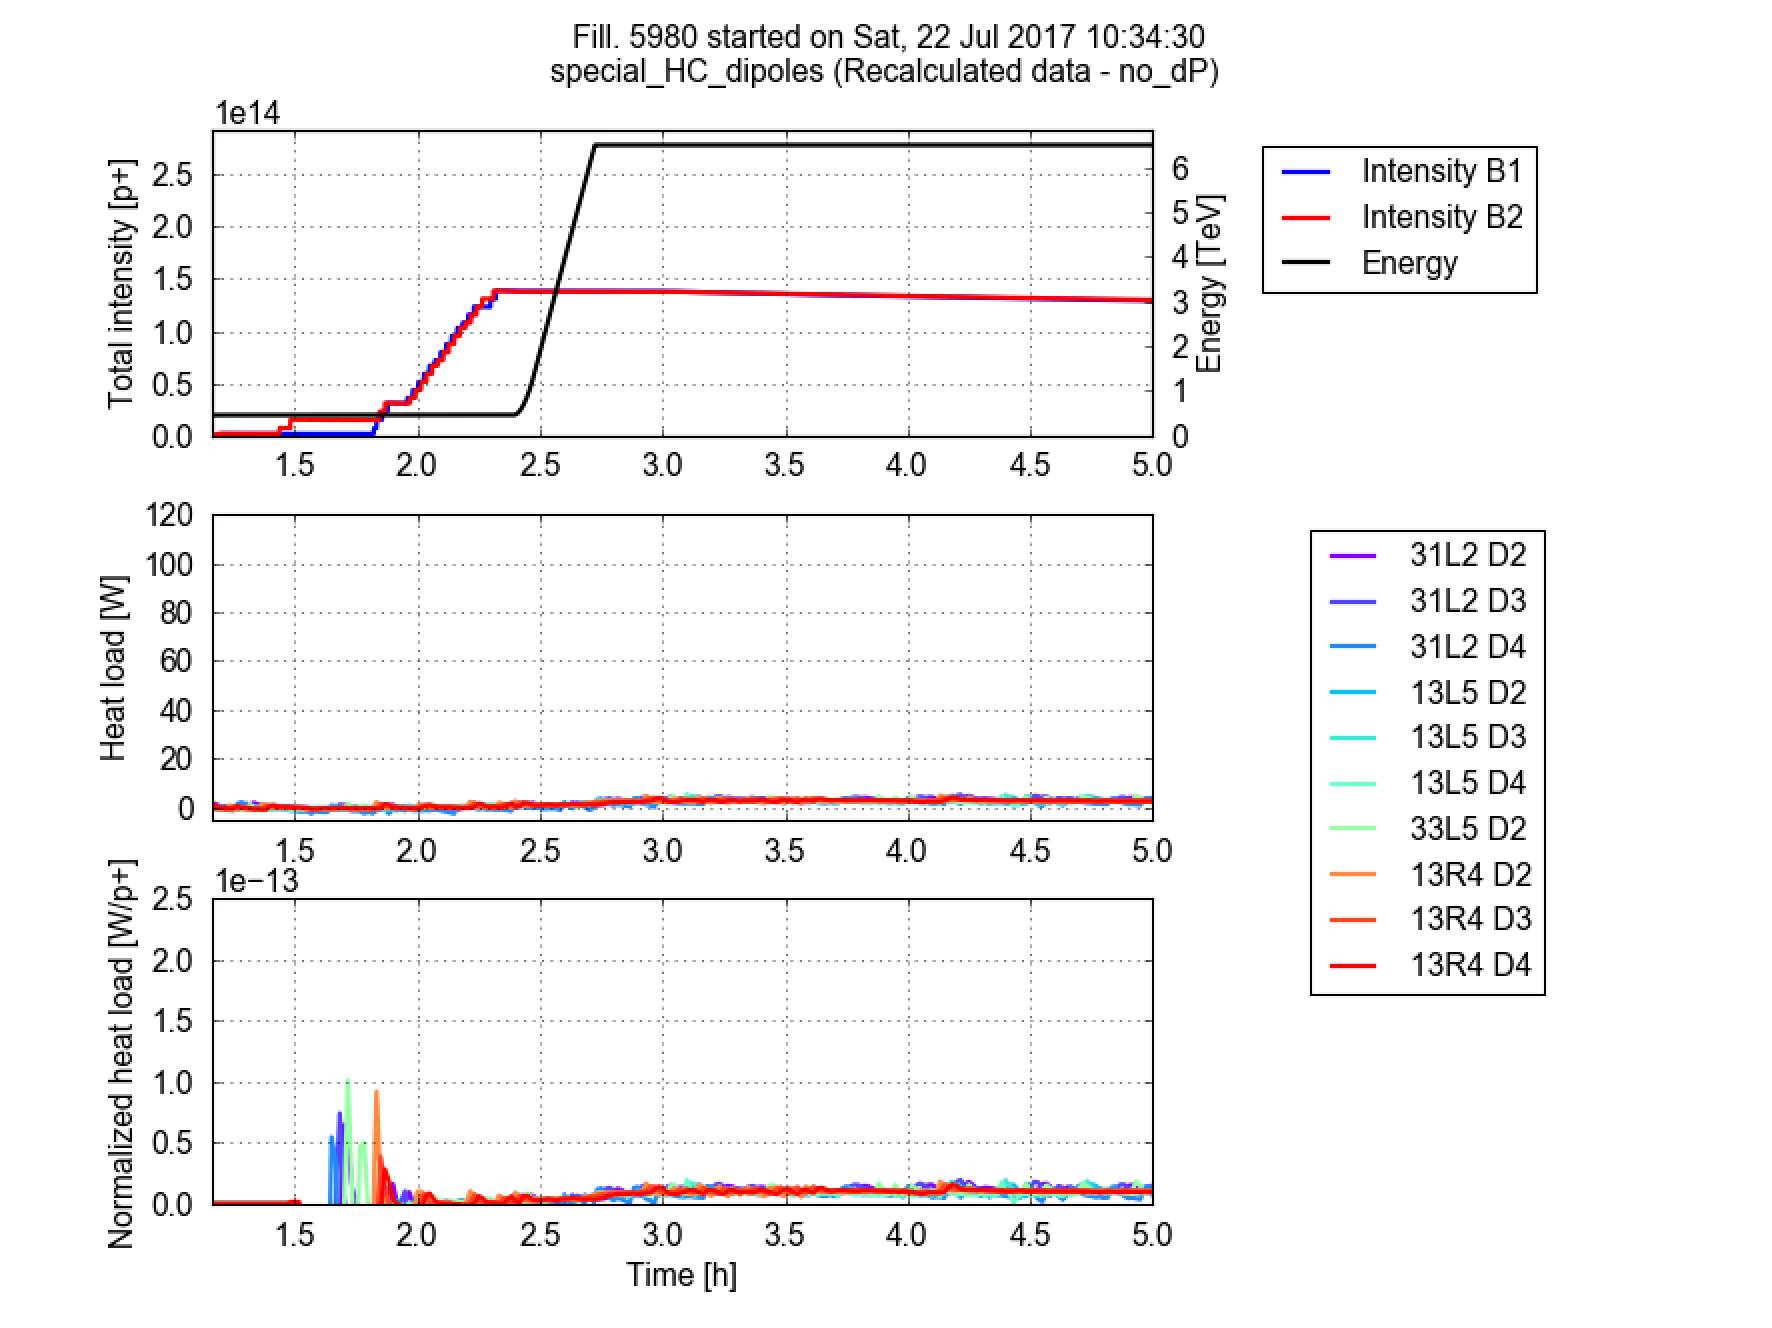 Fill. 5980 started on Sat, 22 Jul 2017 10:34:30
special_HC_dipoles (Recalculated data - no_dP)
1e14
Total intensity [p+]
2.5
2.0
1.5
1.0
0.5
0.0
6
5
4
3
2
1
0
Energy [TeV]
1.5 2.0 2.5 3.0 3.5 4.0 4.5 5.0
Intensity B1
Intensity B2
Energy
Heat load [W]
120
100
80
60
40
20
0
1.5 2.0 2.5 3.0 3.5 4.0 4.5 5.0
31L2 D2
31L2 D3
31L2 D4
13L5 D2
13L5 D3
13L5 D4
33L5 D2
13R4 D2
13R4 D3
13R4 D4
1e−13
Normalized heat load [W/p+]
2.5
2.0
1.5
1.0
0.5
0.0
1.5 2.0 2.5 3.0 3.5 4.0 4.5 5.0
Time [h]